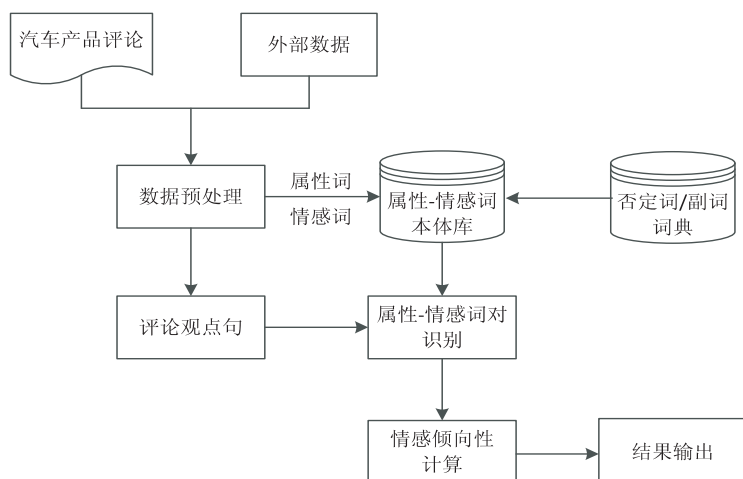 汽车产品评论
外部数据
数据预处理
属性词
情感词
属性-情感词
本体库
否定词/副词
词典
评论观点句
属性-情感词对
识别
情感倾向性
计算
结果输出